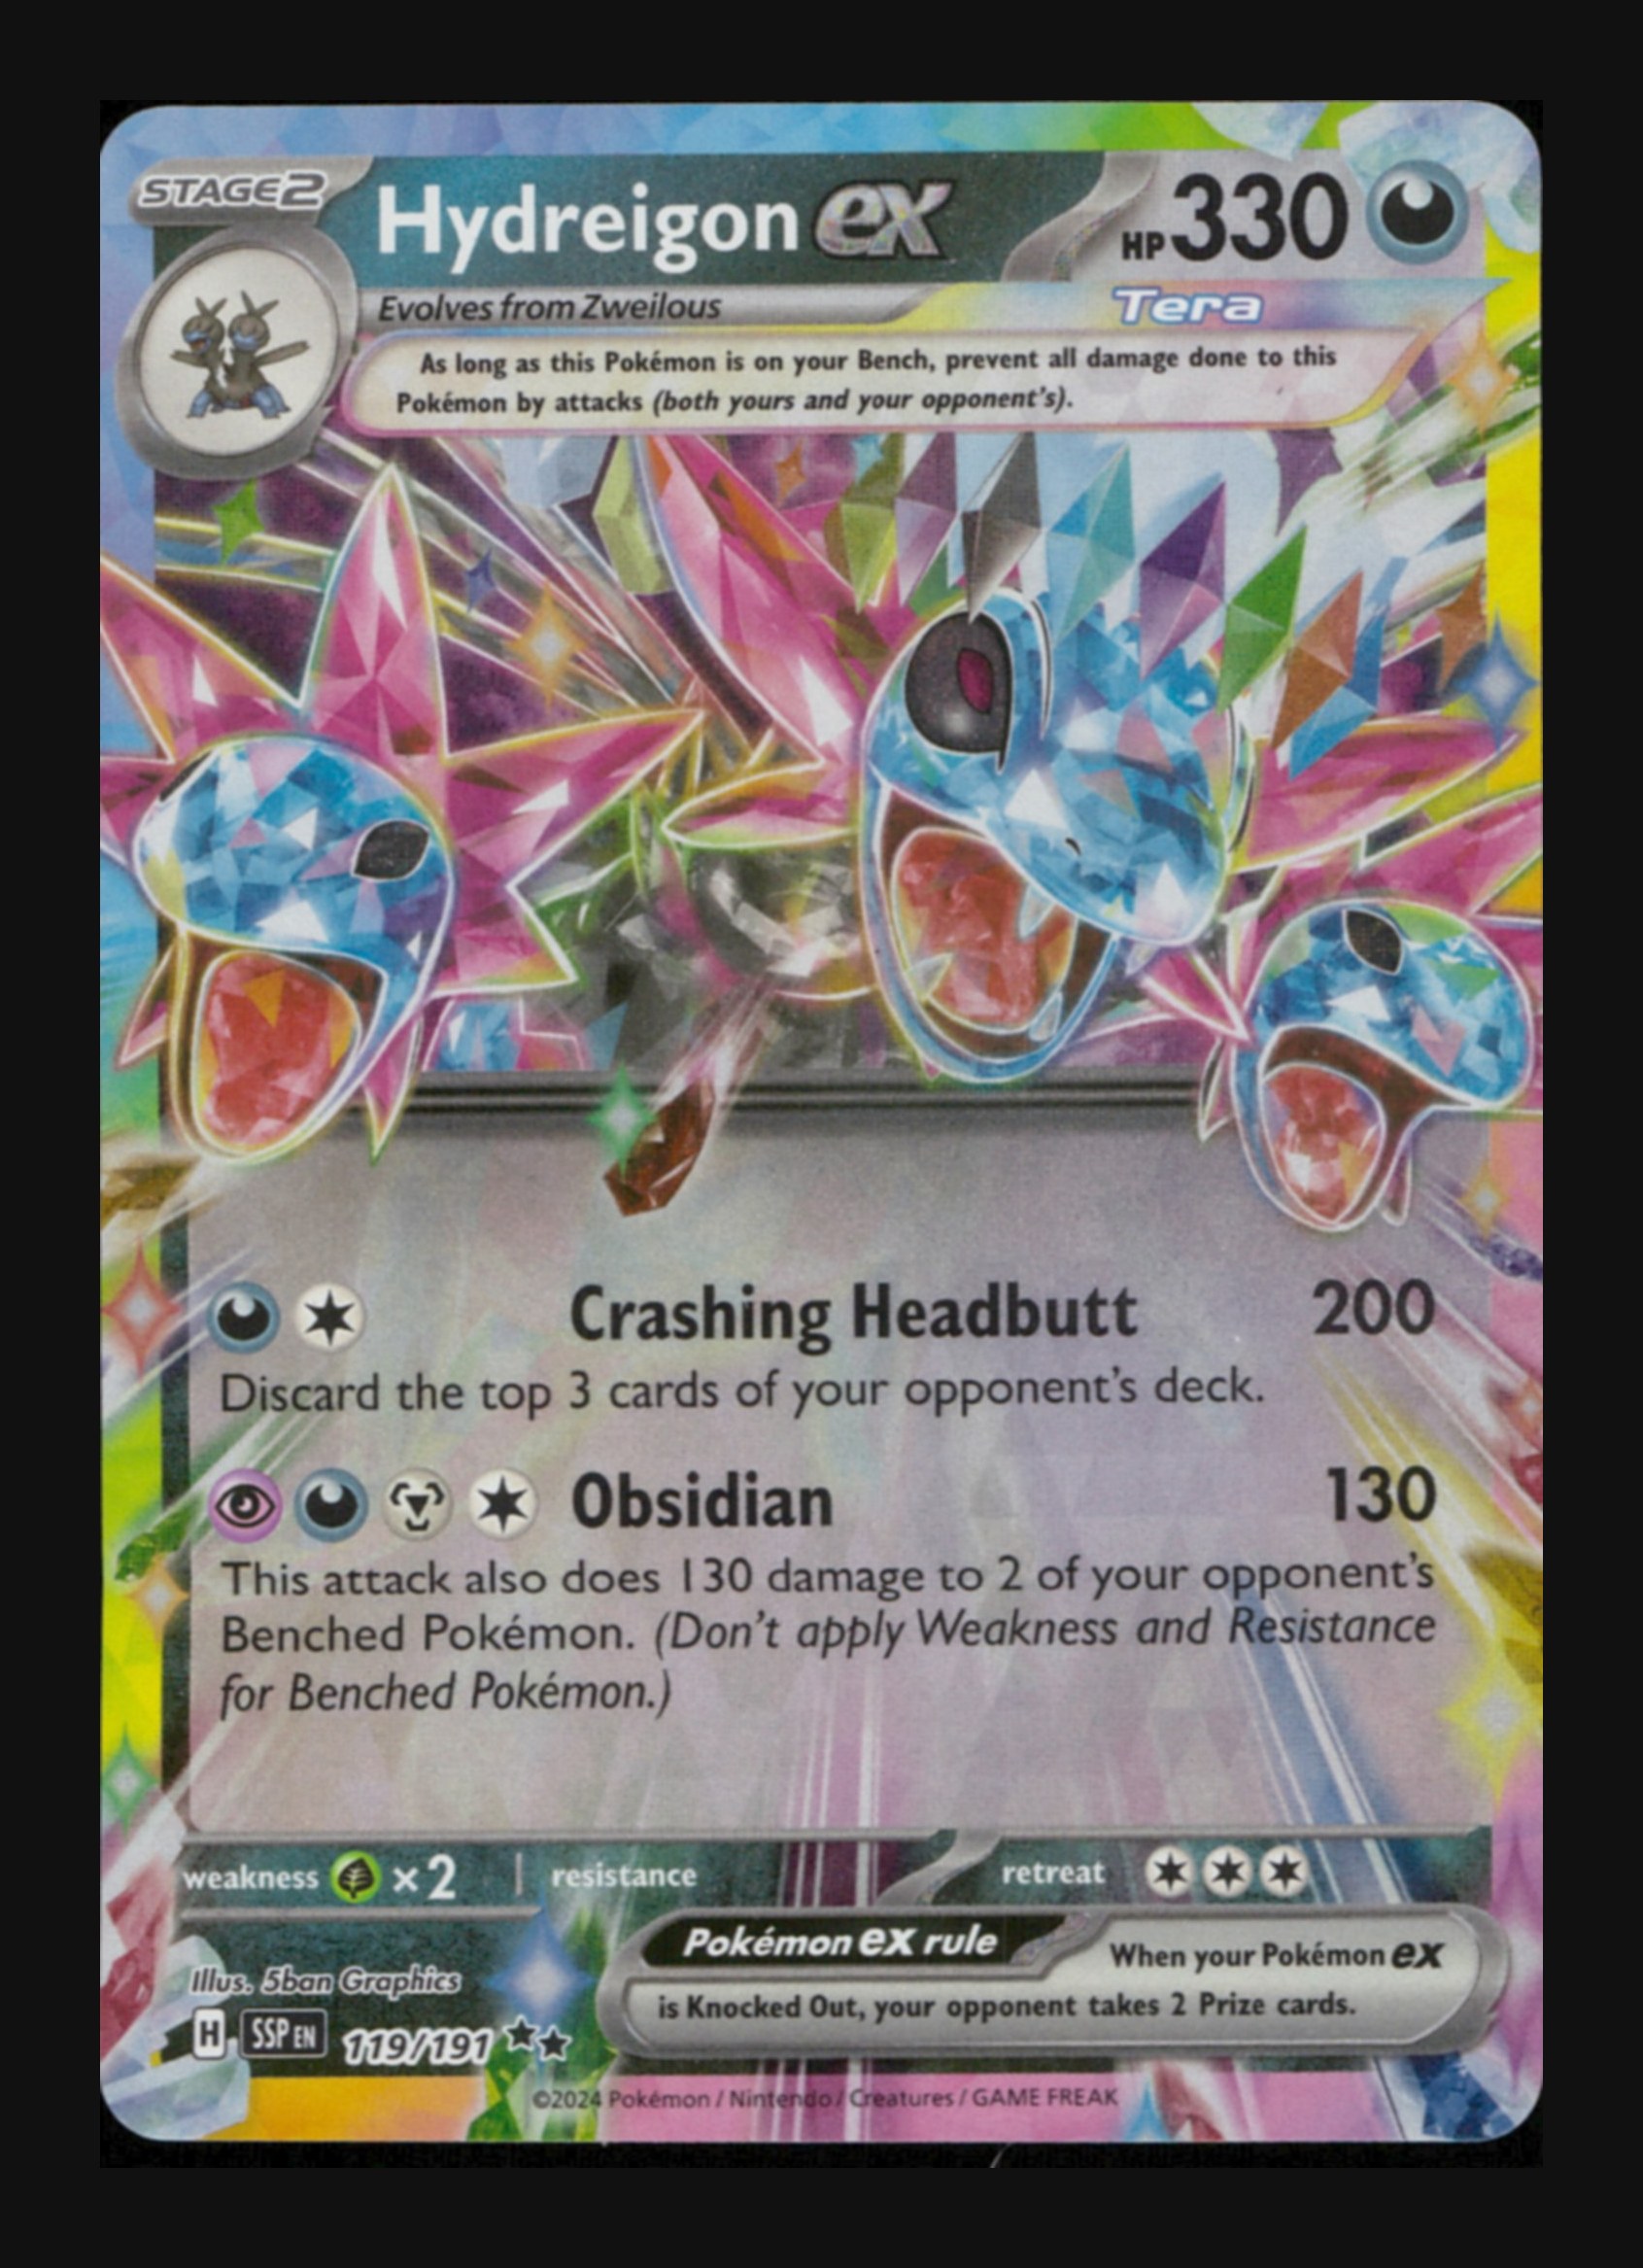 STAGE2
Hydreigon ex
HP 330
Evolves from Zweilous
Tera
As long as this Pokémon is on your Bench, prevent all damage done to this
Pokémon by attacks (both yours and your opponent's).
Crashing Headbutt 200
Discard the top 3 cards of your opponent's deck.
Obsidian 130
This attack also does 130 damage to 2 of your opponent's
Benched Pokémon. (Don't apply Weakness and Resistance
for Benched Pokémon.)
weakness ×2 | resistance retreat
Pokémon ex rule When your Pokémon ex
is Knocked Out, your opponent takes 2 Prize cards.
Illus. 5ban Graphics
H SSP EN 119/191 ★★
©2024 Pokémon / Nintendo / Creatures / GAME FREAK